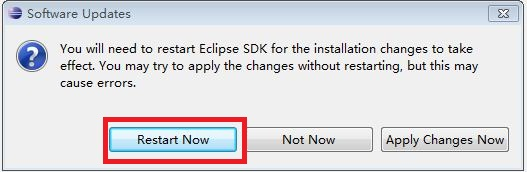 Software Updates
You will need to restart Eclipse SDK for the installation changes to take
effect. You may try to apply the changes without restarting, but this may
cause errors.
Restart Now Not Now Apply Changes Now